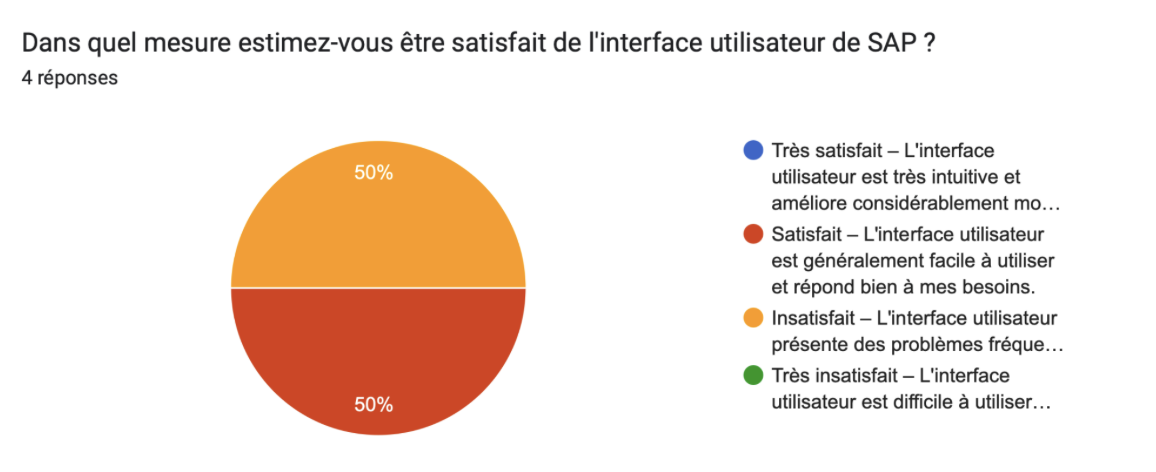 Dans quel mesure estimez-vous être satisfait de l'interface utilisateur de SAP ?
4 réponses
50%
50%
Très satisfait – L'interface
utilisateur est très intuitive et
améliore considérablement mo…
Satisfait – L'interface utilisateur
est généralement facile à utiliser
et répond bien à mes besoins.
Insatisfait – L'interface utilisateur
présente des problèmes fréque…
Très insatisfait – L'interface
utilisateur est difficile à utiliser…